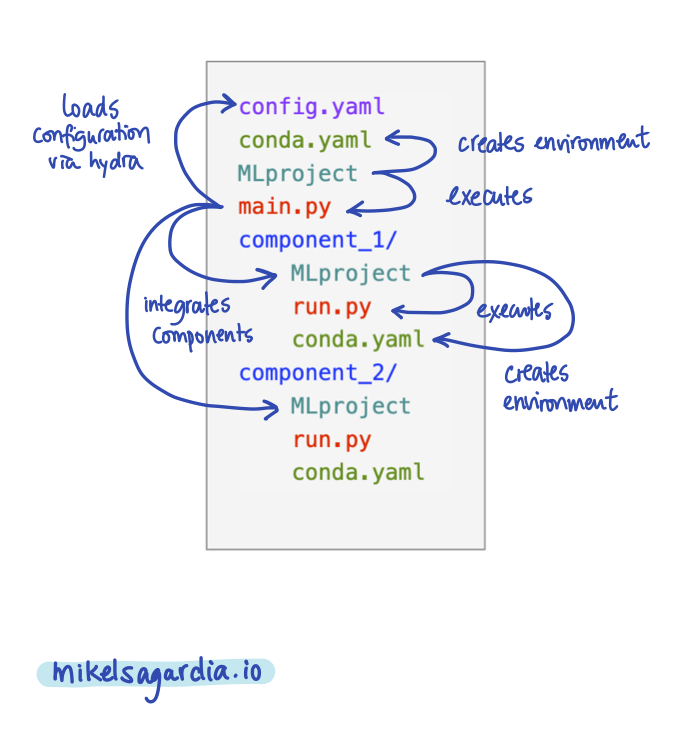 loads
configuration
via hydra
config.yaml
conda.yaml
creates environment
MLproject
executes
main.py
component_1/
MLproject
integrates
components
run.py
executes
conda.yaml
creates
environment
component_2/
MLproject
run.py
conda.yaml
mikelsagardia.io